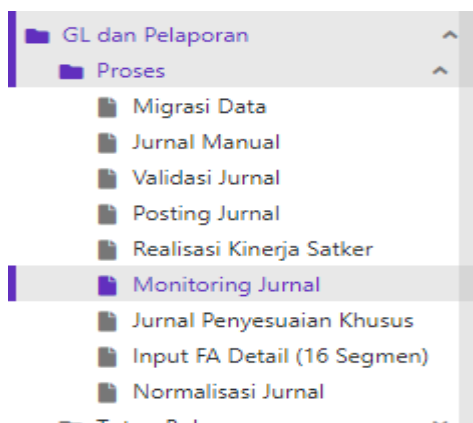 GL dan Pelaporan
Proses
Migrasi Data
Jurnal Manual
Validasi Jurnal
Posting Jurnal
Realisasi Kinerja Satker
Monitoring Jurnal
Jurnal Penyesuaian Khusus
Input FA Detail (16 Segmen)
Normalisasi Jurnal